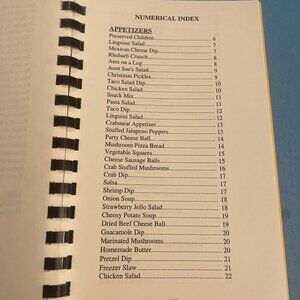 NUMERICAL INDEX
APPETIZERS
Preserved Children 6
Linguine Salad 7
Mexican Cheese Dip 7
Rhubarb Crunch 8
Ants on a Log 8
Aunt Sue's Salad 9
Christmas Pickles 9
Taco Salad Dip 10
Chicken Salad 10
Snack Mix 11
Pasta Salad 11
Taco Dip 12
Linguini Salad 12
Crabmeat Appetizer 13
Stuffed Jalapeno Peppers 13
Party Cheese Ball 14
Mushroom Pizza Bread 14
Vegetable Squares 15
Cheese Sausage Balls 15
Crab Stuffed Mushrooms 16
Crab Dip 17
Salsa 17
Shrimp Dip 17
Onion Soup 18
Strawberry Jello Salad 18
Cheesy Potato Soup 19
Dried Beef Cheese Ball 19
Guacamole Dip 20
Marinated Mushrooms 20
Homemade Butter 20
Pretzel Dip 21
Freezer Slaw 21
Chicken Salad 22